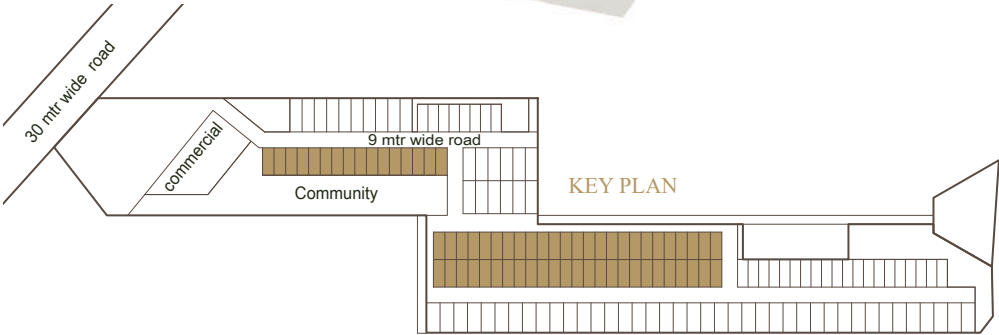 30 mtr wide road
commercial
9 mtr wide road
Community
KEY PLAN